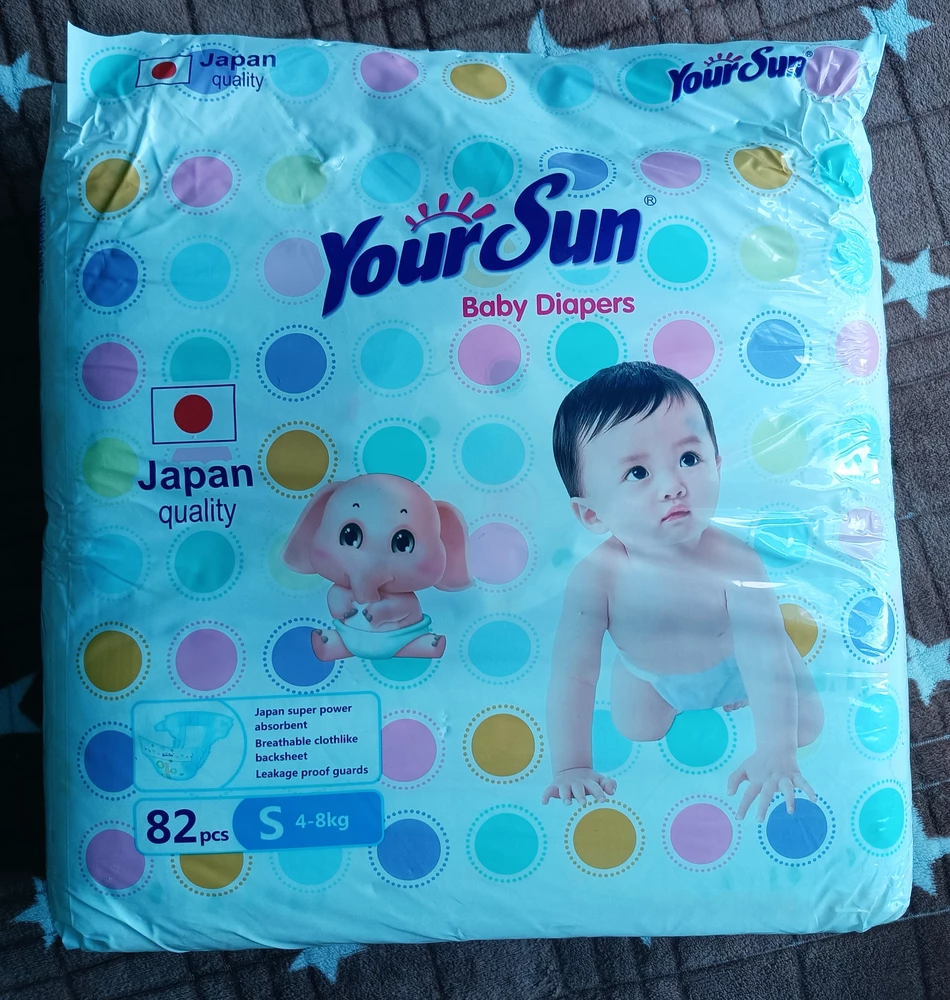 Japan
quality
YourSun®
YourSun®
Baby Diapers
Japan
quality
Japan super power
absorbent
Breathable clothlike
backsheet
Leakage proof guards
82pcs S 4-8kg